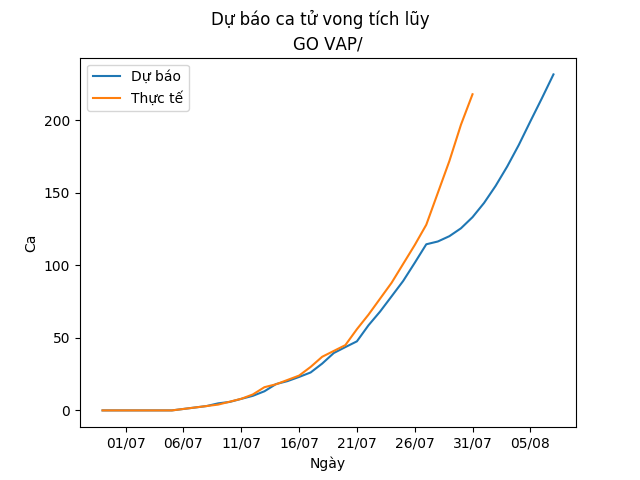 Dự báo ca tử vong tích lũy
GO VAP/
Dự báo
Thực tế
Ca
200
150
100
50
0
01/07 06/07 11/07 16/07 21/07 26/07 31/07 05/08
Ngày